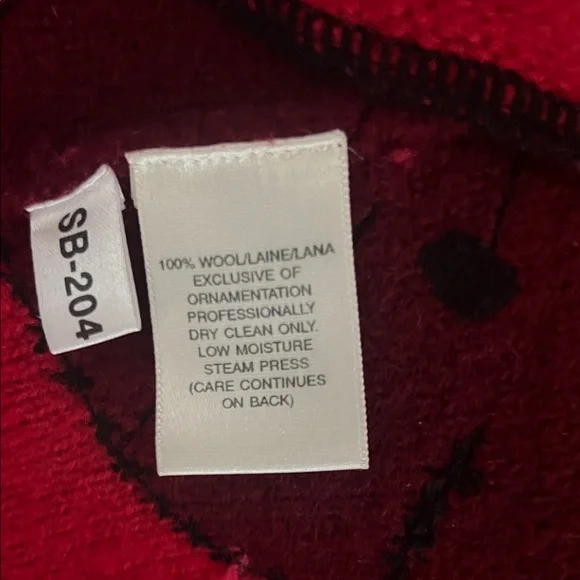 SB-204
100% WOOL/LAINE/LANA
EXCLUSIVE OF
ORNAMENTATION
PROFESSIONALLY
DRY CLEAN ONLY.
LOW MOISTURE
STEAM PRESS
(CARE CONTINUES
ON BACK)